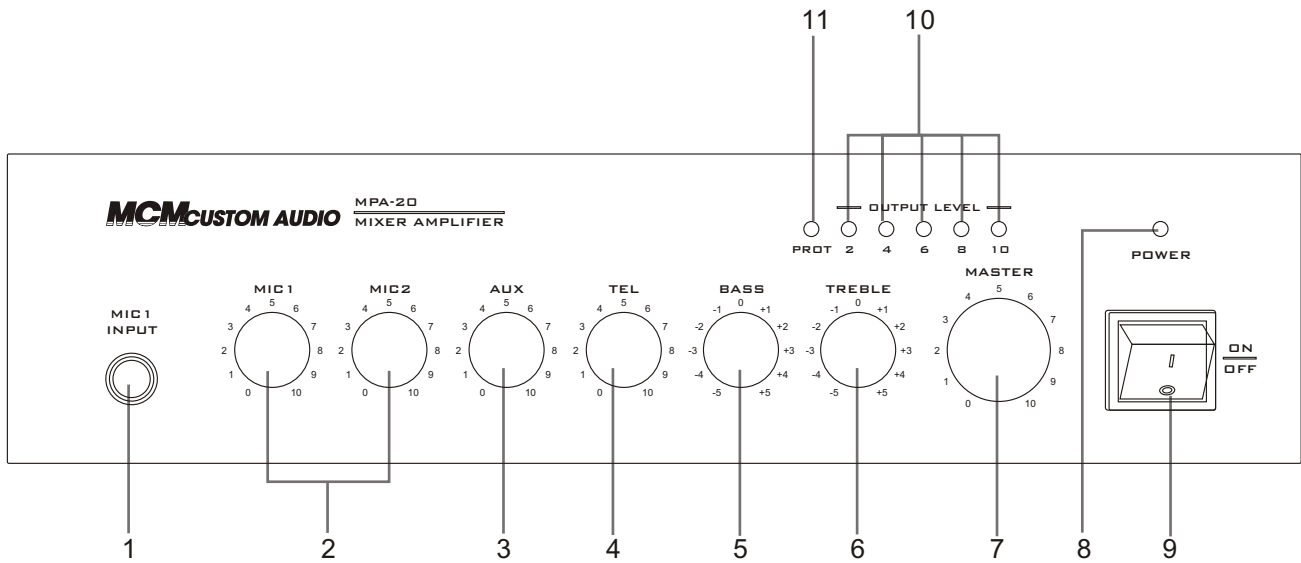 11 10
MCM CUSTOM AUDIO
MPA-20
MIXER AMPLIFIER
OUTPUT LEVEL
PROT 2 4 6 8 10
POWER
MIC1
INPUT
MIC1
0 1 2 3 4 5 6 7 8 9 10
MIC2
0 1 2 3 4 5 6 7 8 9 10
AUX
0 1 2 3 4 5 6 7 8 9 10
TEL
0 1 2 3 4 5 6 7 8 9 10
BASS
-5 -4 -3 -2 -1 0 +1 +2 +3 +4 +5
TREBLE
-5 -4 -3 -2 -1 0 +1 +2 +3 +4 +5
MASTER
0 1 2 3 4 5 6 7 8 9 10
ON
OFF
1 2 3 4 5 6 7 8 9